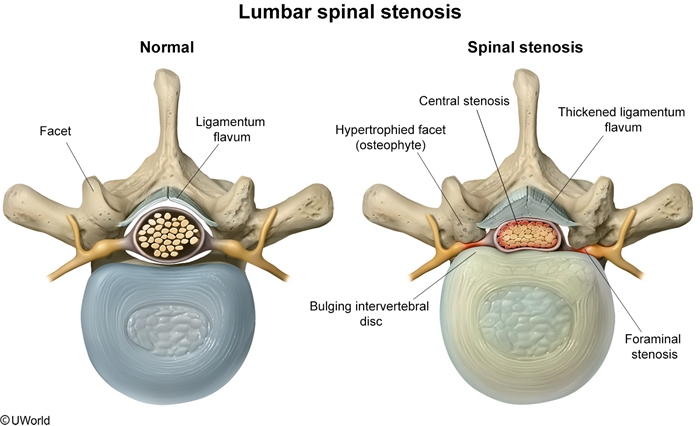 Lumbar spinal stenosis
Normal
Spinal stenosis
Facet
Ligamentum
flavum
Central stenosis
Hypertrophied facet
(osteophyte)
Thickened ligamentum
flavum
Bulging intervertebral
disc
Foraminal
stenosis
©UWorld